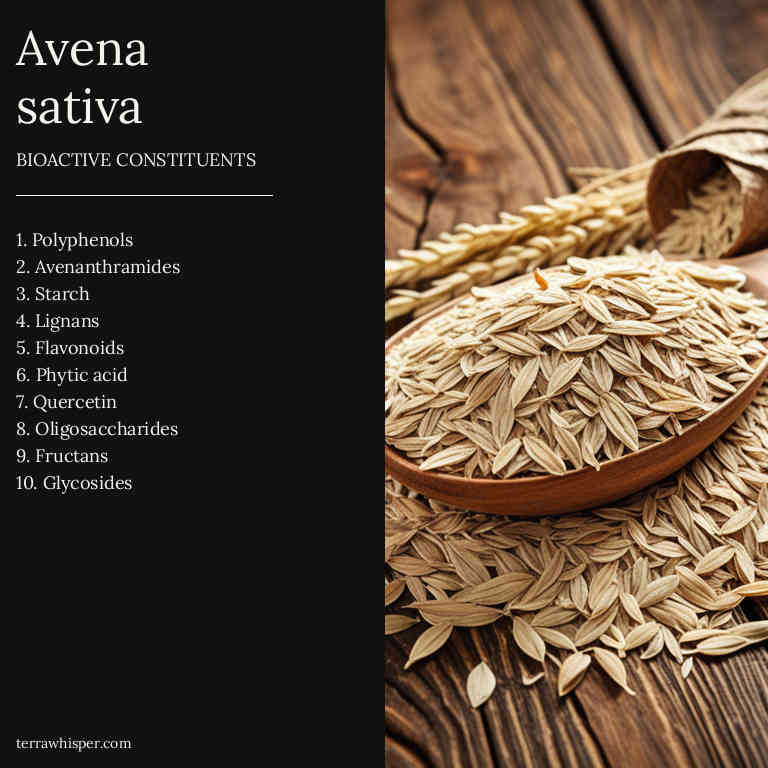 Avena
sativa
BIOACTIVE CONSTITUENTS
1. Polyphenols
2. Avenanthramides
3. Starch
4. Lignans
5. Flavonoids
6. Phytic acid
7. Quercetin
8. Oligosaccharides
9. Fructans
10. Glycosides
terrawhisper.com